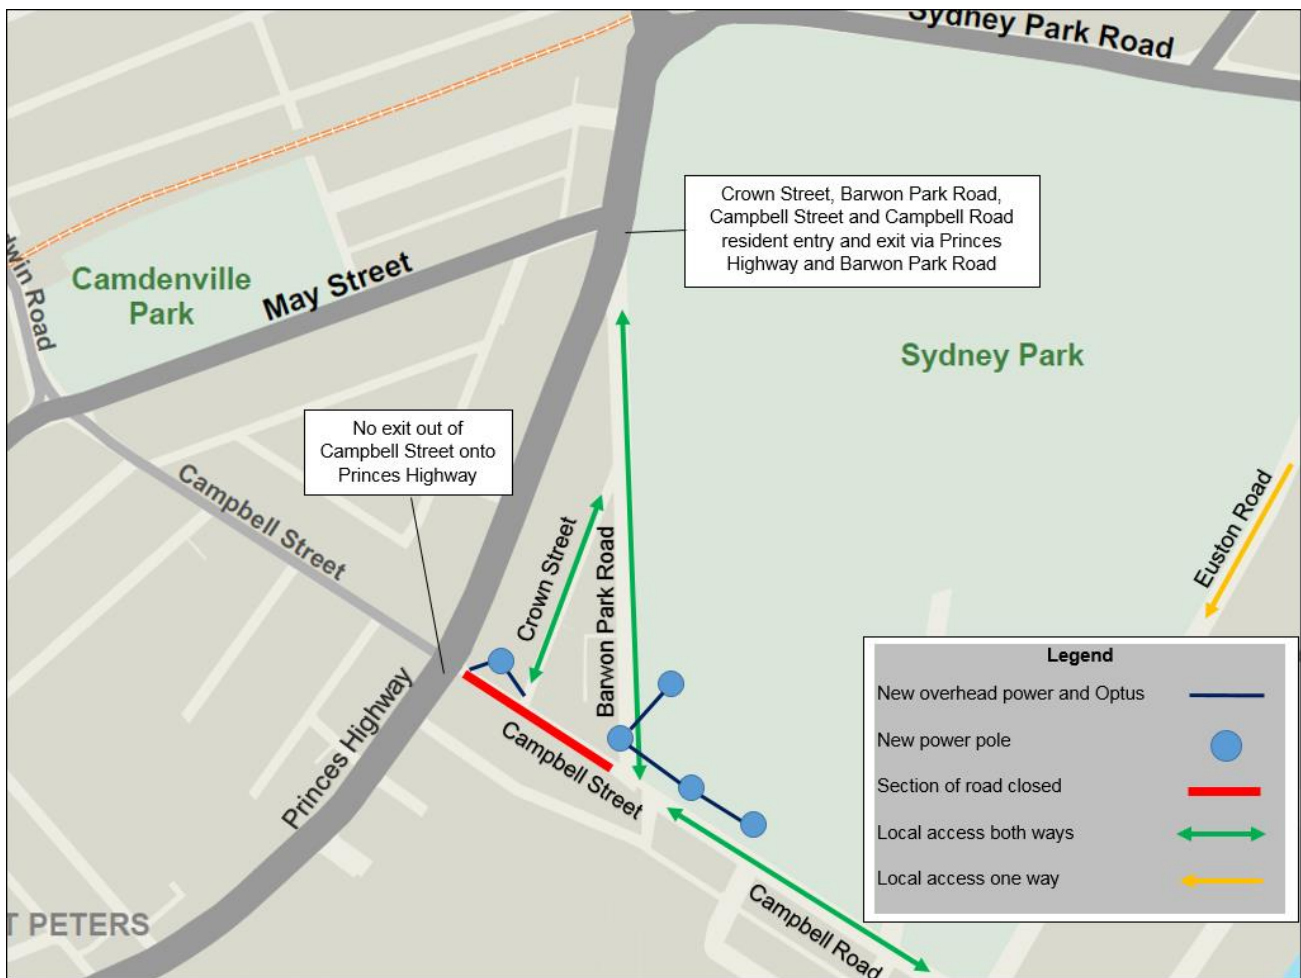 Sydney Park Road
Crown Street, Barwon Park Road,
Campbell Street and Campbell Road
resident entry and exit via Princes
Highway and Barwon Park Road
Camdenville
Park
May Street
dwin Road
Sydney Park
No exit out of
Campbell Street onto
Princes Highway
Campbell Street
Crown Street
Barwon Park Road
Euston Road
Princes Highway
Campbell Street
Campbell Road
T PETERS
Legend
New overhead power and Optus
New power pole
Section of road closed
Local access both ways
Local access one way